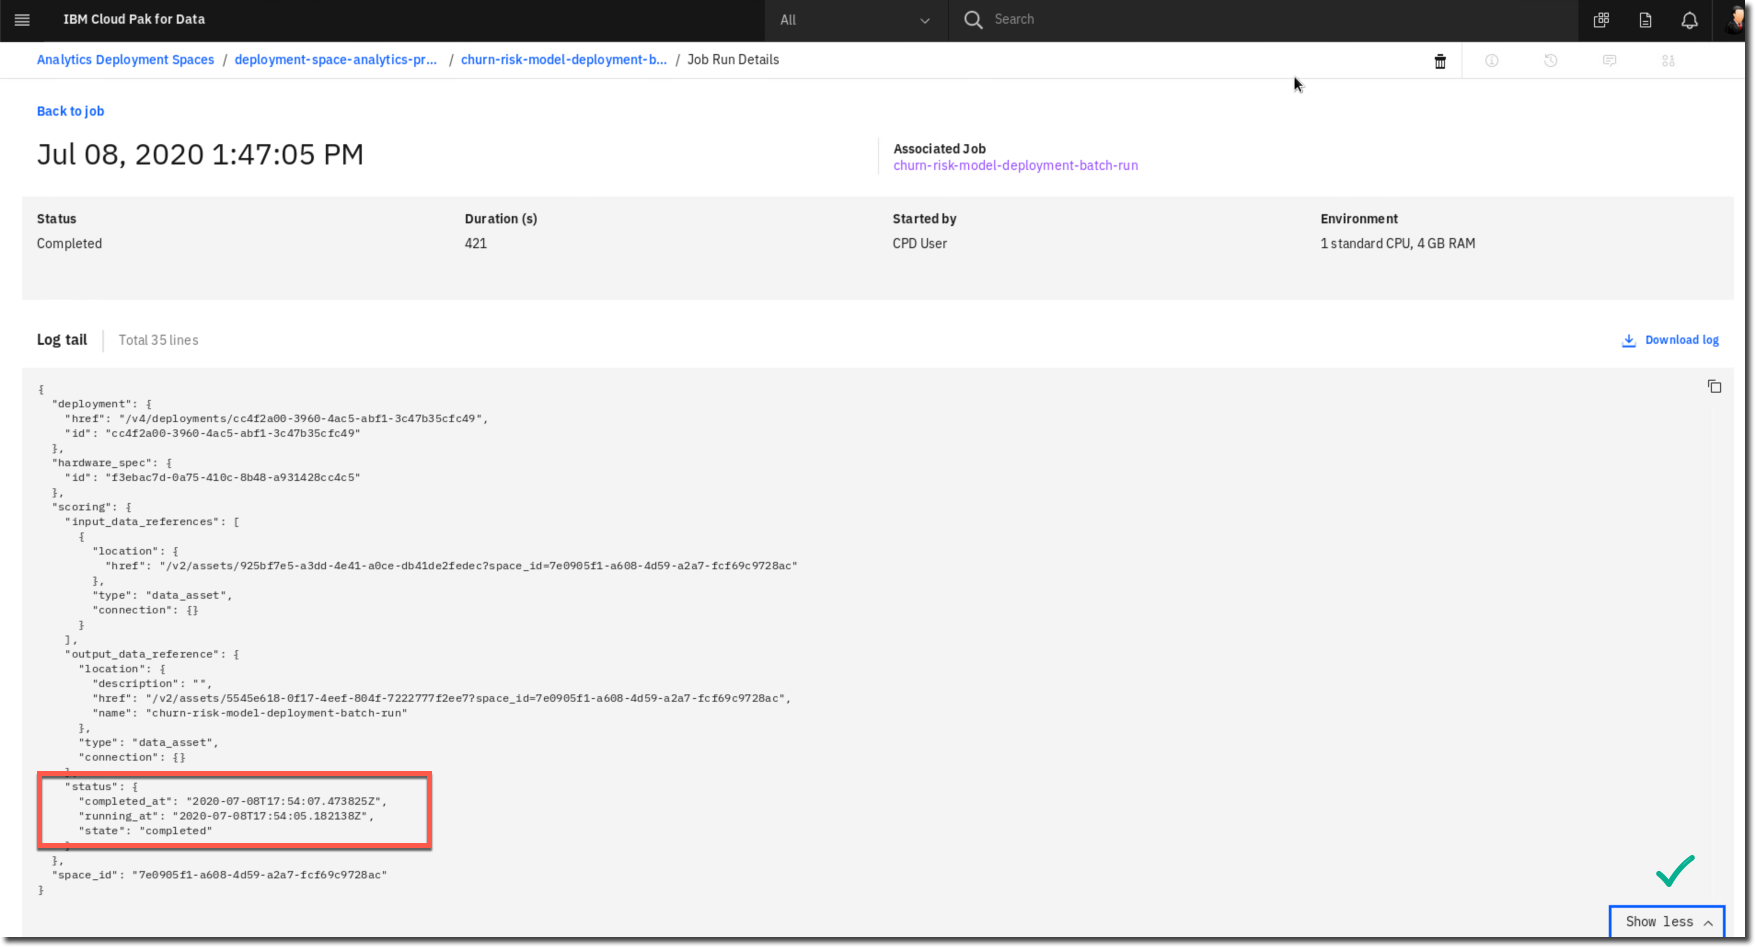 IBM Cloud Pak for Data All Search
Analytics Deployment Spaces / deployment-space-analytics-pr... / churn-risk-model-deployment-b... / Job Run Details
Back to job
Jul 08, 2020 1:47:05 PM
Associated Job
churn-risk-model-deployment-batch-run
Status Duration (s) Started by Environment
Completed 421 CPD User 1 standard CPU, 4 GB RAM
Log tail Total 35 lines Download log
{
"deployment": {
"href": "/v4/deployments/cc4f2a00-3960-4ac5-abf1-3c47b35cfc49",
"id": "cc4f2a00-3960-4ac5-abf1-3c47b35cfc49"
},
"hardware_spec": {
"id": "f3ebac7d-0a75-410c-8b48-a931428cc4c5"
},
"scoring": {
"input_data_references": [
{
"location": {
"href": "/v2/assets/925bf7e5-a3dd-4e41-a0ce-db41de2fedec?space_id=7e0905f1-a608-4d59-a2a7-fcf69c9728ac"
},
"type": "data_asset",
"connection": {}
}
],
"output_data_reference": {
"location": {
"description": "",
"href": "/v2/assets/5545e618-0f17-4eef-804f-7222777f2ee7?space_id=7e0905f1-a608-4d59-a2a7-fcf69c9728ac",
"name": "churn-risk-model-deployment-batch-run"
},
"type": "data_asset",
"connection": {}
},
"status": {
"completed_at": "2020-07-08T17:54:07.473825Z",
"running_at": "2020-07-08T17:54:05.182138Z",
"state": "completed"
}
},
"space_id": "7e0905f1-a608-4d59-a2a7-fcf69c9728ac"
}
Show less